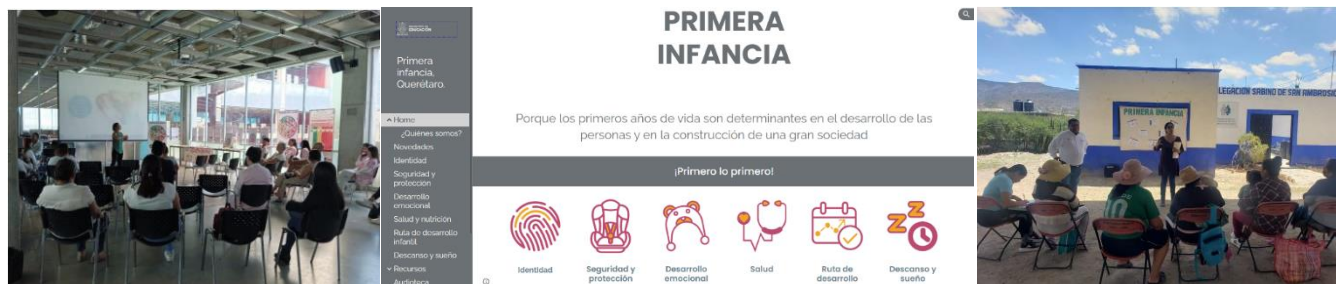 EDUCACIÓN
Primera
infancia.
Querétaro.
Home
¿Quiénes somos?
Novedades
Identidad
Seguridad y
protección
Desarrollo
emocional
Salud y nutrición
Ruta de desarrollo
infantil
Descanso y sueño
Recursos
Audioteca
PRIMERA
INFANCIA
Porque los primeros años de vida son determinantes en el desarrollo de las
personas y en la construcción de una gran sociedad
¡Primero lo primero!
Identidad
Seguridad y
protección
Desarrollo
emocional
Salud
Ruta de
desarrollo
Descanso y
sueño
LEGACIÓN SABINO DE SAN AMBROSIO
PRIMERA INFANCIA